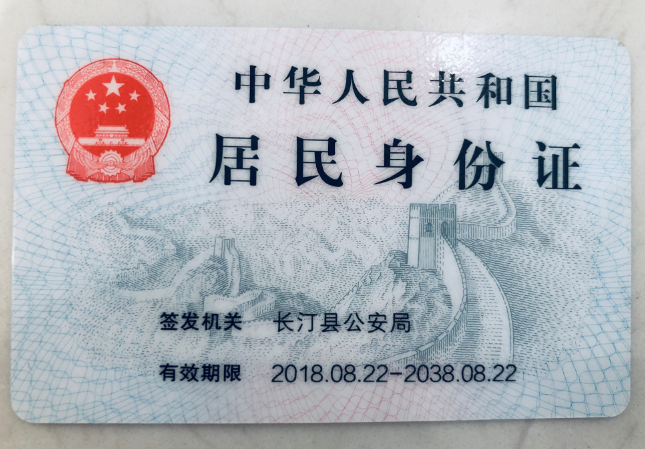 中华人民共和国
居民身份证
签发机关 长汀县公安局
有效期限 2018.08.22-2038.08.22